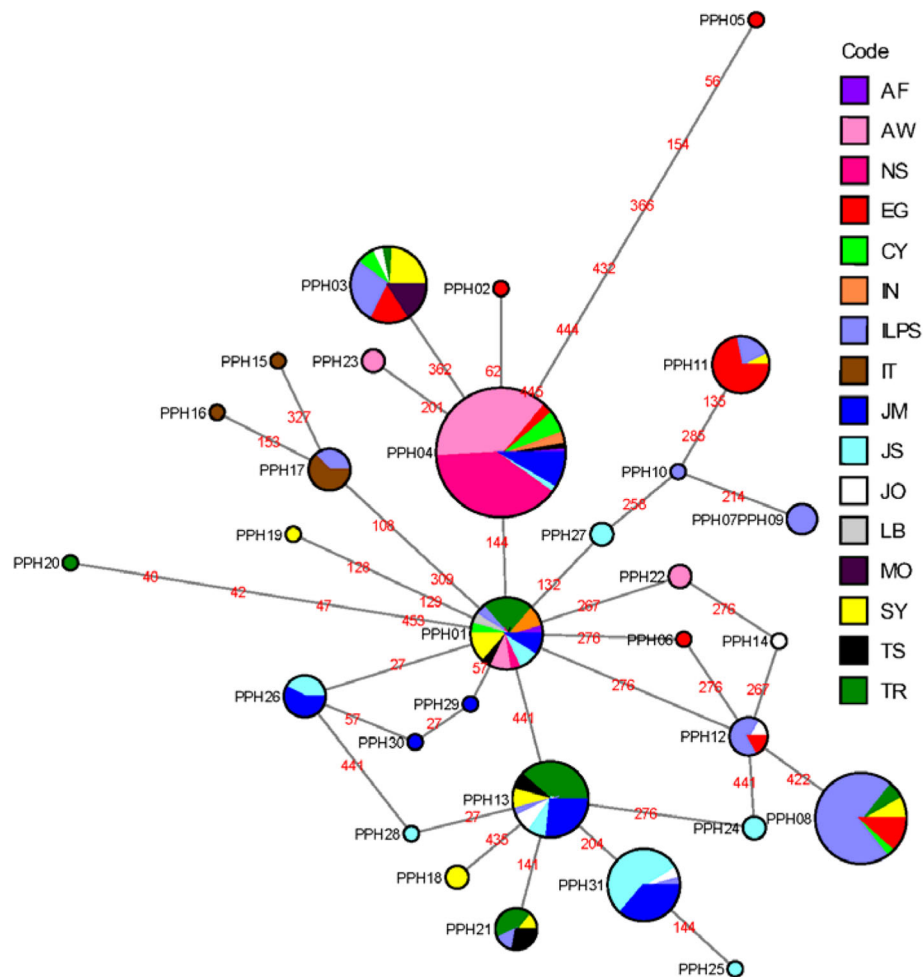 PPH05
56
Code
AF
154
AW
NS
366
EG
432
CY
PPH03
PPH02
IN
444
ILPS
PPH15
PPH23
362
62
PPH11
IT
445
135
JM
PPH16
327
201
JS
153
PPH04
285
JO
PPH17
PPH10
214
LB
PPH07PPH09
258
MO
PPH19
108
144
PPH27
SY
PPH20
128
PPH22
TS
40
309
132
42
129
267
276
TR
47
453
PPH01
276
PPH06
PPH14
27
57
276
276
267
PPH26
PPH29
57
27
PPH12
PPH30
441
441
441
422
PPH13
276
PPH08
PPH28
27
PPH24
435
204
141
PPH18
PPH31
PPH21
144
PPH25